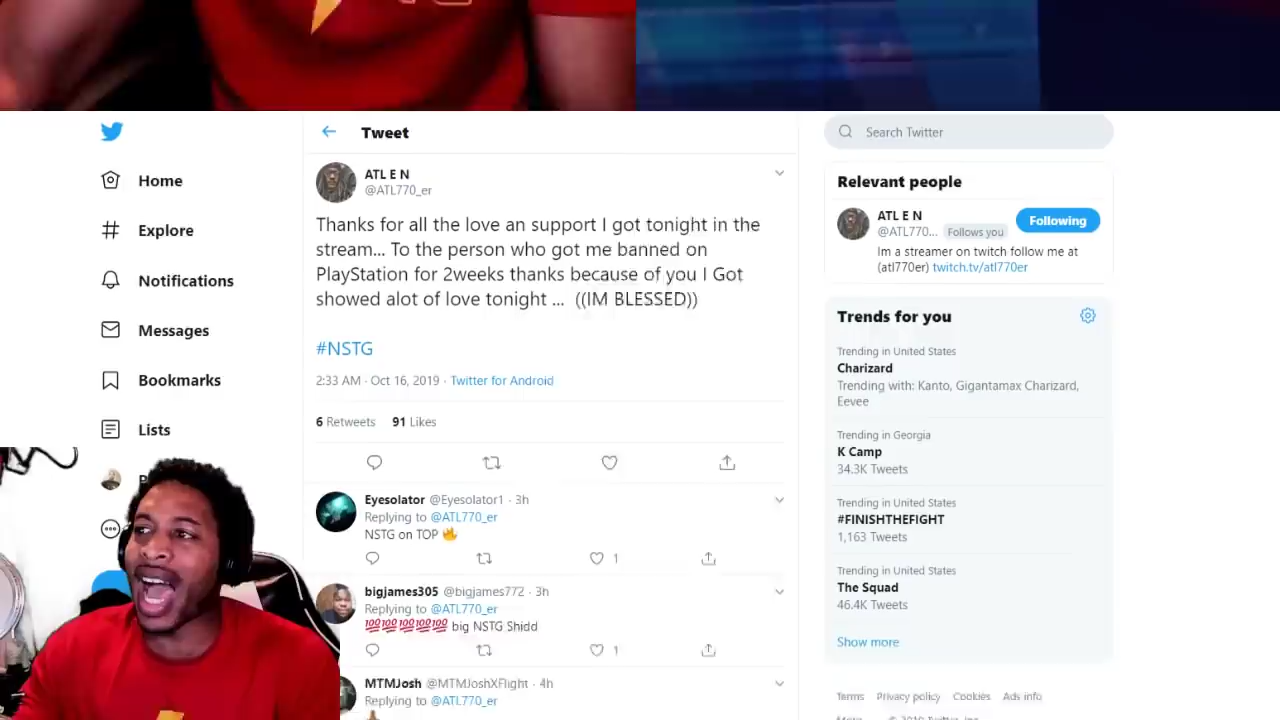 Tweet
Search Twitter
Home
Explore
Notifications
Messages
Bookmarks
Lists
ATL E N
@ATL770_er
Thanks for all the love an support I got tonight in the
stream... To the person who got me banned on
PlayStation for 2weeks thanks because of you I Got
showed alot of love tonight ... ((IM BLESSED))
#NSTG
2:33 AM · Oct 16, 2019 · Twitter for Android
6 Retweets 91 Likes
Eyesolator @Eyesolator1 · 3h
Replying to @ATL770_er
NSTG on TOP 🔥
1
bigjames305 @bigjames772 · 3h
Replying to @ATL770_er
💯💯💯💯💯 big NSTG Shidd
1
MTMJosh @MTMJoshXFlight · 4h
Replying to @ATL770_er
Relevant people
ATL E N
@ATL770... Follows you
Following
Im a streamer on twitch follow me at
(atl770er) twitch.tv/atl770er
Trends for you
Trending in United States
Charizard
Trending with: Kanto, Gigantamax Charizard,
Eevee
Trending in Georgia
K Camp
34.3K Tweets
Trending in United States
#FINISHTHEFIGHT
1,163 Tweets
Trending in United States
The Squad
46.4K Tweets
Show more
Terms Privacy policy Cookies Ads info